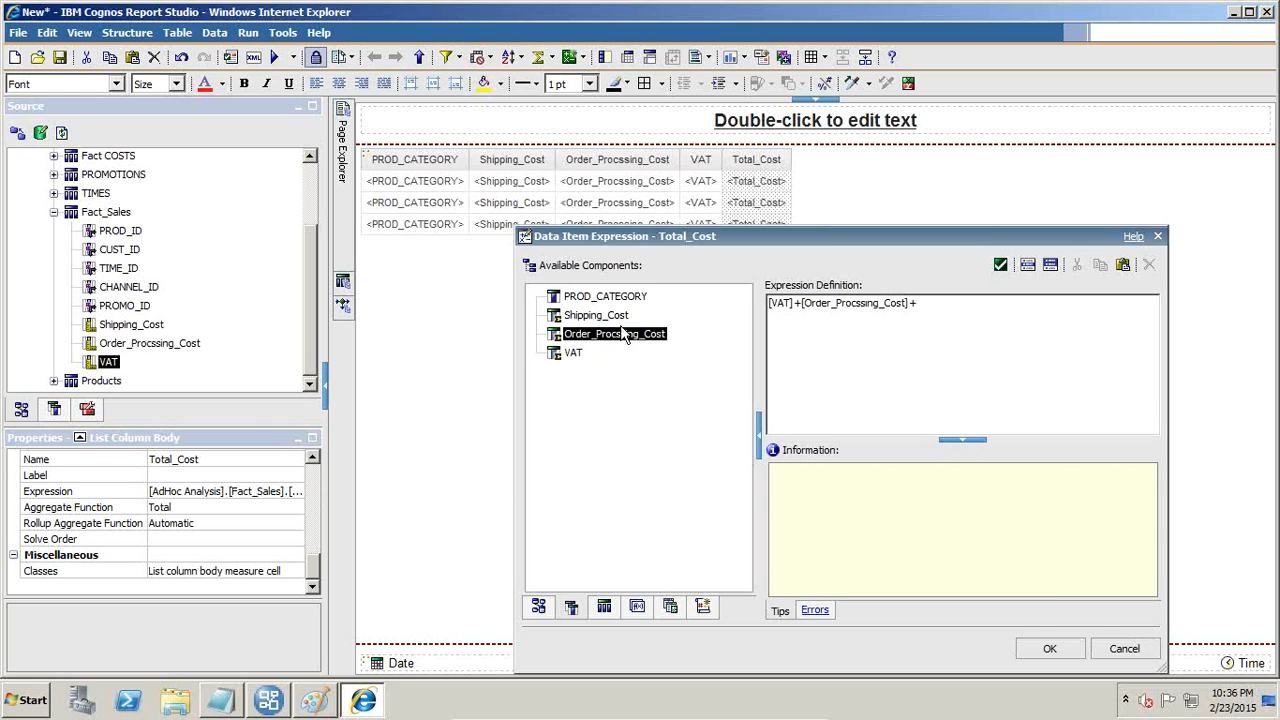 New* - IBM Cognos Report Studio - Windows Internet Explorer
File Edit View Structure Table Data Run Tools Help
Font Size A B I U 1 pt
Source
Fact COSTS
PROMOTIONS
TIMES
Fact_Sales
PROD_ID
CUST_ID
TIME_ID
CHANNEL_ID
PROMO_ID
Shipping_Cost
Order_Procssing_Cost
VAT
Products
Properties - List Column Body
Name Total_Cost
Label
Expression [AdHoc Analysis].[Fact_Sales].[...
Aggregate Function Total
Rollup Aggregate Function Automatic
Solve Order
Miscellaneous
Classes List column body measure cell
Page Explorer
Double-click to edit text
PROD_CATEGORY Shipping_Cost Order_Procssing_Cost VAT Total_Cost
<PROD_CATEGORY> <Shipping_Cost> <Order_Procssing_Cost> <VAT> <Total_Cost>
<PROD_CATEGORY> <Shipping_Cost> <Order_Procssing_Cost> <VAT> <Total_Cost>
<PROD_CATEGORY> <Shipping_Cost> <Order_Procssing_Cost> <VAT> <Total_Cost>
Data Item Expression - Total_Cost Help
Available Components:
PROD_CATEGORY
Shipping_Cost
Order_Procssing_Cost
VAT
Expression Definition:
[VAT]+[Order_Procssing_Cost]+
Information:
Tips Errors
OK Cancel
Date Time
Start
10:36 PM
2/23/2015